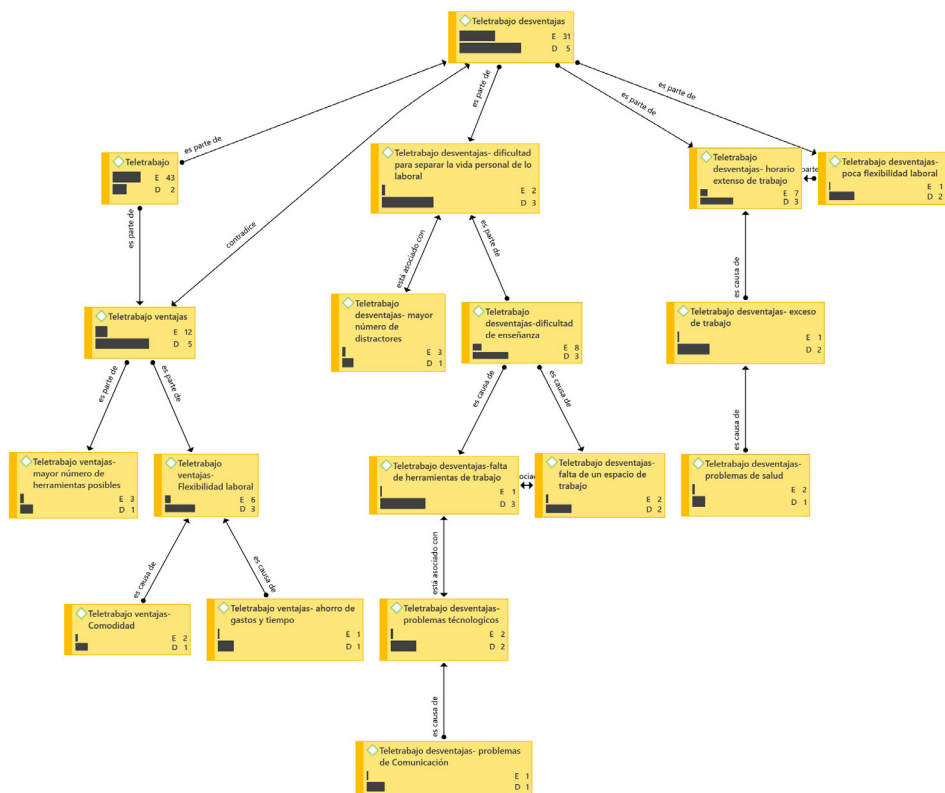 Teletrabajo desventajas
E 31
D 5
es parte de
es parte de
es parte de
es parte de
contradice
Teletrabajo
E 43
D 2
Teletrabajo desventajas- dificultad
para separar la vida personal de lo
laboral
E 2
D 3
Teletrabajo
desventajas- horario
extenso de trabajo
E 7
D 3
parte
Teletrabajo desventajas-
poca flexibilidad laboral
E 1
D 2
es parte de
está asociado con
es parte de
es causa de
Teletrabajo ventajas
E 12
D 5
Teletrabajo
desventajas- mayor
número de
distractores
E 3
D 1
Teletrabajo
desventajas-dificultad
de enseñanza
E 8
D 3
Teletrabajo desventajas- exceso
de trabajo
E 1
D 2
es parte de
es parte de
es causa de
es causa de
es causa de
Teletrabajo ventajas-
mayor número de
herramientas posibles
E 3
D 1
Teletrabajo
ventajas-
Flexibilidad laboral
E 6
D 3
Teletrabajo desventajas-falta
de herramientas de trabajo
E 1
D 3
ociad
Teletrabajo desventajas-
falta de un espacio de
trabajo
E 2
D 2
Teletrabajo desventajas-
problemas de salud
E 2
D 1
es causa de
es causa de
está asociado con
Teletrabajo ventajas-
Comodidad
E 2
D 1
Teletrabajo ventajas- ahorro de
gastos y tiempo
E 1
D 1
Teletrabajo desventajas-
problemas técnologicos
E 2
D 2
es causa de
Teletrabajo desventajas- problemas
de Comunicación
E 1
D 1